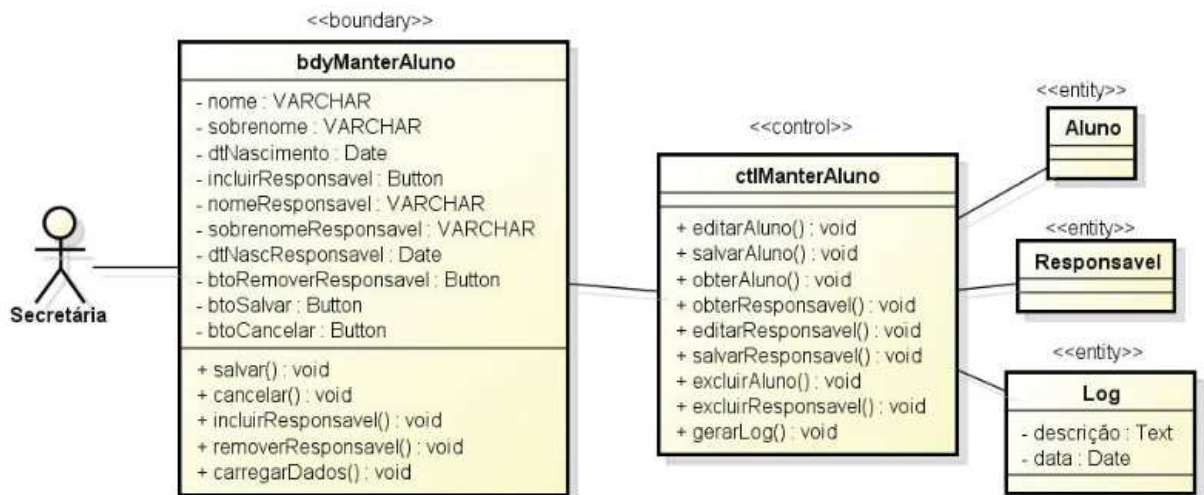 <<boundary>>
bdyManterAluno
- nome : VARCHAR
- sobrenome : VARCHAR
- dtNascimento : Date
- incluirResponsavel : Button
- nomeResponsavel : VARCHAR
- sobrenomeResponsavel : VARCHAR
- dtNascResponsavel : Date
- btoRemoverResponsavel : Button
- btoSalvar : Button
- btoCancelar : Button
+ salvar() : void
+ cancelar() : void
+ incluirResponsavel() : void
+ removerResponsavel() : void
+ carregarDados() : void
Secretária
<<control>>
ctlManterAluno
+ editarAluno() : void
+ salvarAluno() : void
+ obterAluno() : void
+ obterResponsavel() : void
+ editarResponsavel() : void
+ salvarResponsavel() : void
+ excluirAluno() : void
+ excluirResponsavel() : void
+ gerarLog() : void
<<entity>>
Aluno
<<entity>>
Responsavel
<<entity>>
Log
- descrição : Text
- data : Date